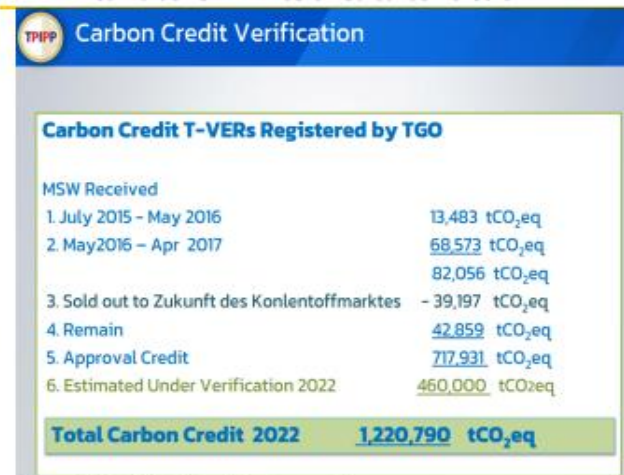 TPIPP
Carbon Credit Verification
Carbon Credit T-VERs Registered by TGO
MSW Received
1. July 2015 - May 2016 13,483 tCO₂eq
2. May2016 – Apr 2017 68,573 tCO₂eq
82,056 tCO₂eq
3. Sold out to Zukunft des Konlentoffmarktes - 39,197 tCO₂eq
4. Remain 42,859 tCO₂eq
5. Approval Credit 717,931 tCO₂eq
6. Estimated Under Verification 2022 460,000 tCO2eq
Total Carbon Credit 2022 1,220,790 tCO₂eq